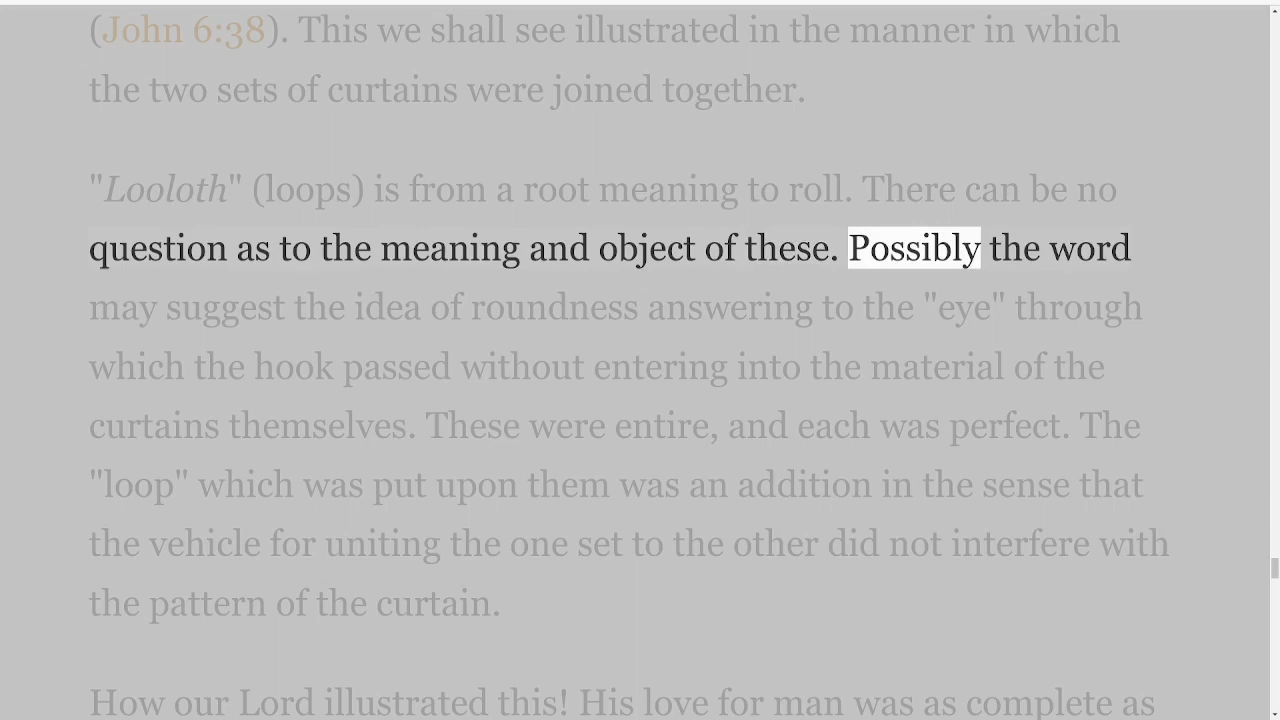 (John 6:38). This we shall see illustrated in the manner in which
the two sets of curtains were joined together.
"Looloth" (loops) is from a root meaning to roll. There can be no
question as to the meaning and object of these. Possibly the word
may suggest the idea of roundness answering to the "eye" through
which the hook passed without entering into the material of the
curtains themselves. These were entire, and each was perfect. The
"loop" which was put upon them was an addition in the sense that
the vehicle for uniting the one set to the other did not interfere with
the pattern of the curtain.
How our Lord illustrated this! His love for man was as complete as